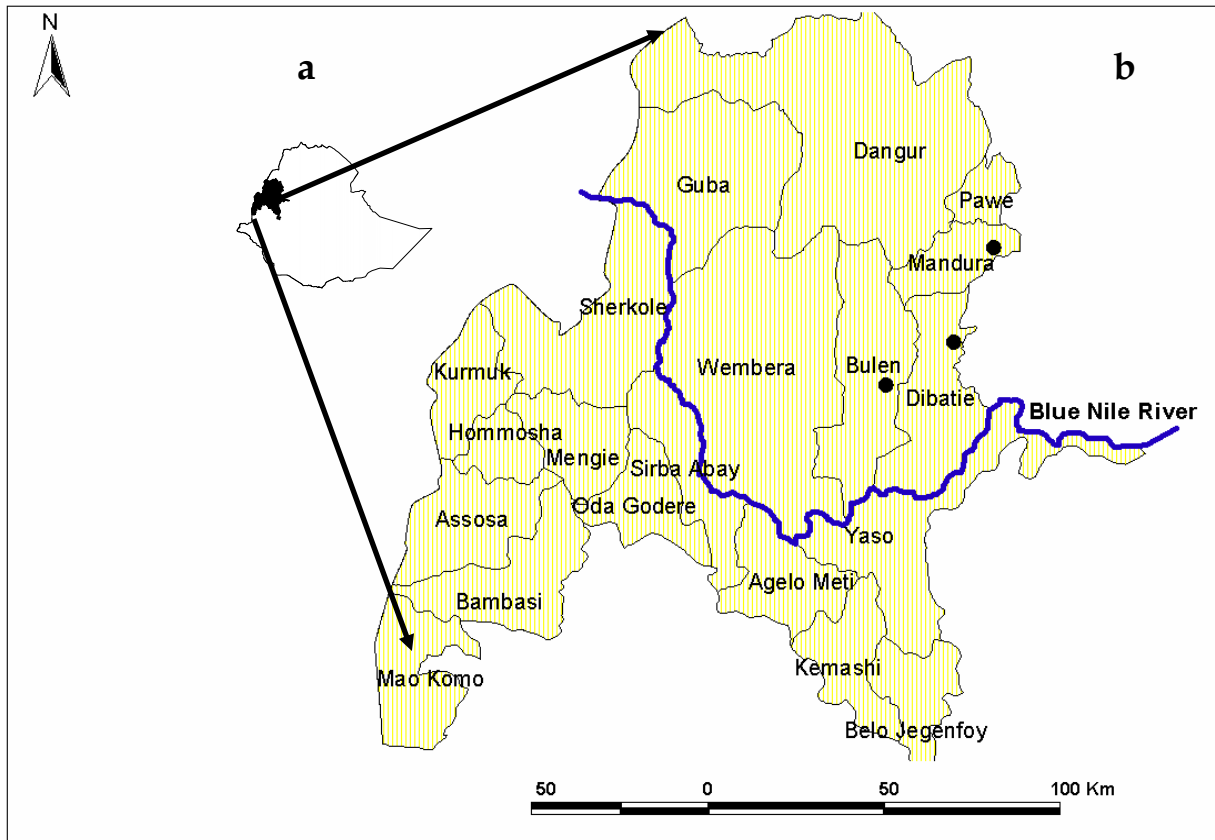 N
a
b
Dangur
Guba
Pawe
Mandura
Sherkole
Wembera
Bulen
Kurmuk
Dibatie
Blue Nile River
Hommosha
Mengie
Sirba Abay
Oda Godere
Assosa
Yaso
Agelo Meti
Bambasi
Kemashi
Mao Komo
Belo Jegenfoy
50 0 50 100 Km